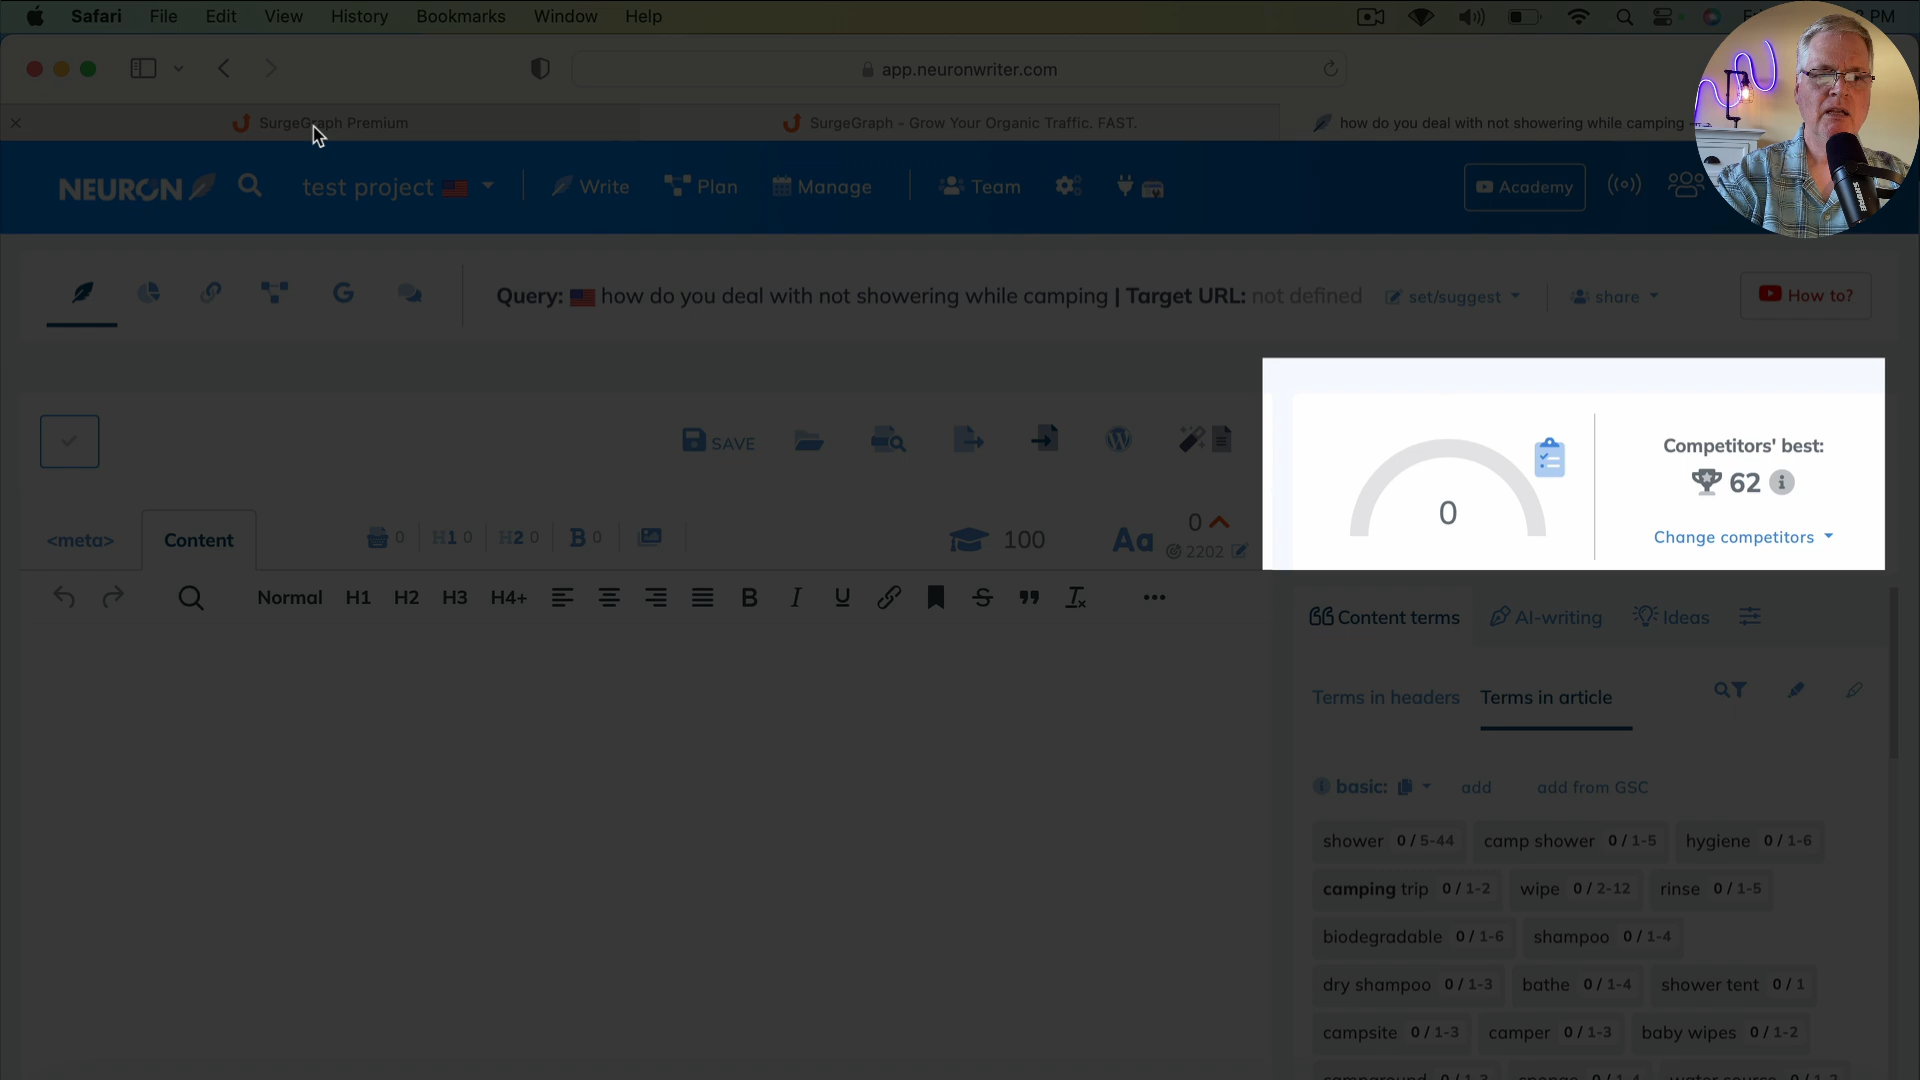 Safari File Edit View History Bookmarks Window Help PM
app.neuronwriter.com
SurgeGraph Premium
SurgeGraph - Grow Your Organic Traffic. FAST.
how do you deal with not showering while camping
NEURON test project Write Plan Manage Team Academy
Query: how do you deal with not showering while camping | Target URL: not defined set/suggest share How to?
SAVE
0
Competitors' best:
62
Change competitors
<meta> Content 0 H1 0 H2 0 B 0 100 Aa 0 2202
Normal H1 H2 H3 H4+ B I U S Tx
Content terms AI-writing Ideas
Terms in headers Terms in article
basic: add add from GSC
shower 0 / 5-44 camp shower 0 / 1-5 hygiene 0 / 1-6
camping trip 0 / 1-2 wipe 0 / 2-12 rinse 0 / 1-5
biodegradable 0 / 1-6 shampoo 0 / 1-4
dry shampoo 0 / 1-3 bathe 0 / 1-4 shower tent 0 / 1
campsite 0 / 1-3 camper 0 / 1-3 baby wipes 0 / 1-2